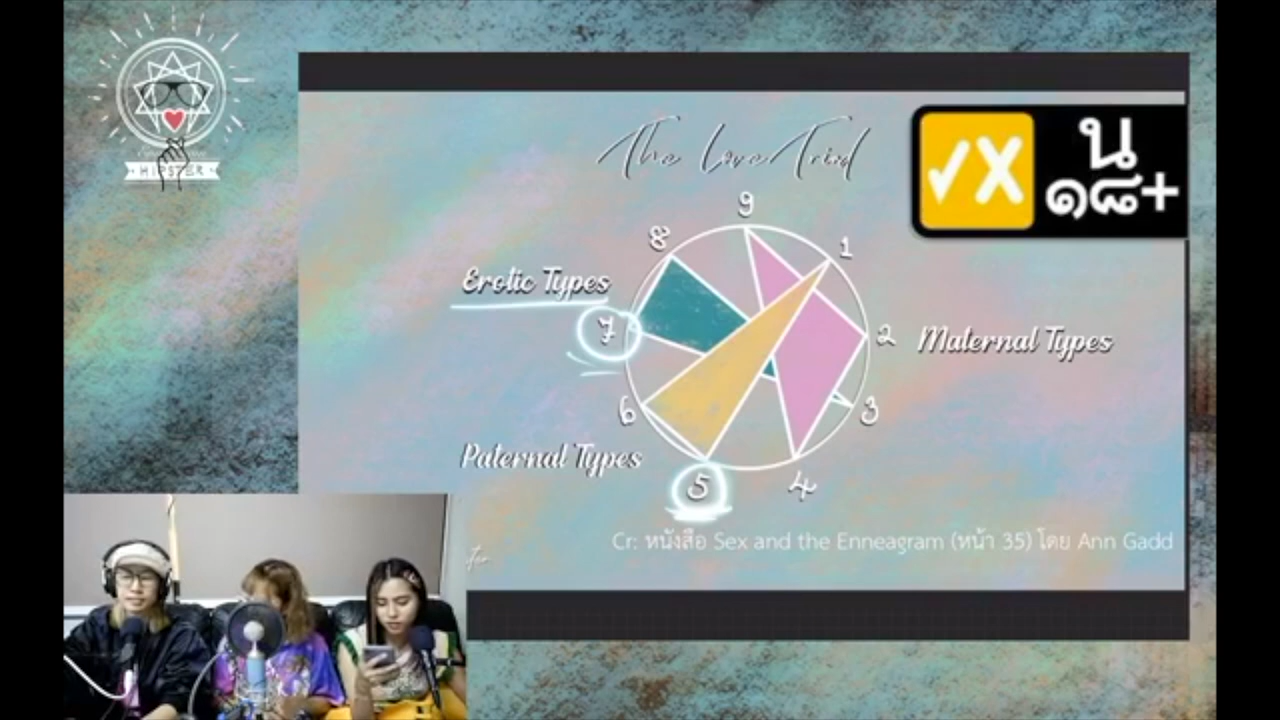 HIPSTER
The Love Triad
√X
น
๑๘+
9
8
1
Erotic Types
7
2
Maternal Types
6
3
Paternal Types
5
4
Cr: หนังสือ Sex and the Enneagram (หน้า 35) โดย Ann Gadd